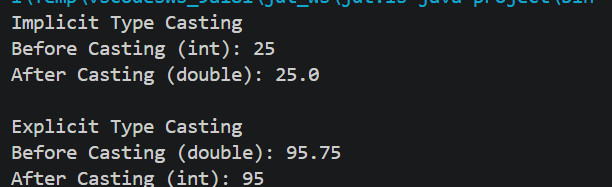 Implicit Type Casting
Before Casting (int): 25
After Casting (double): 25.0
Explicit Type Casting
Before Casting (double): 95.75
After Casting (int): 95